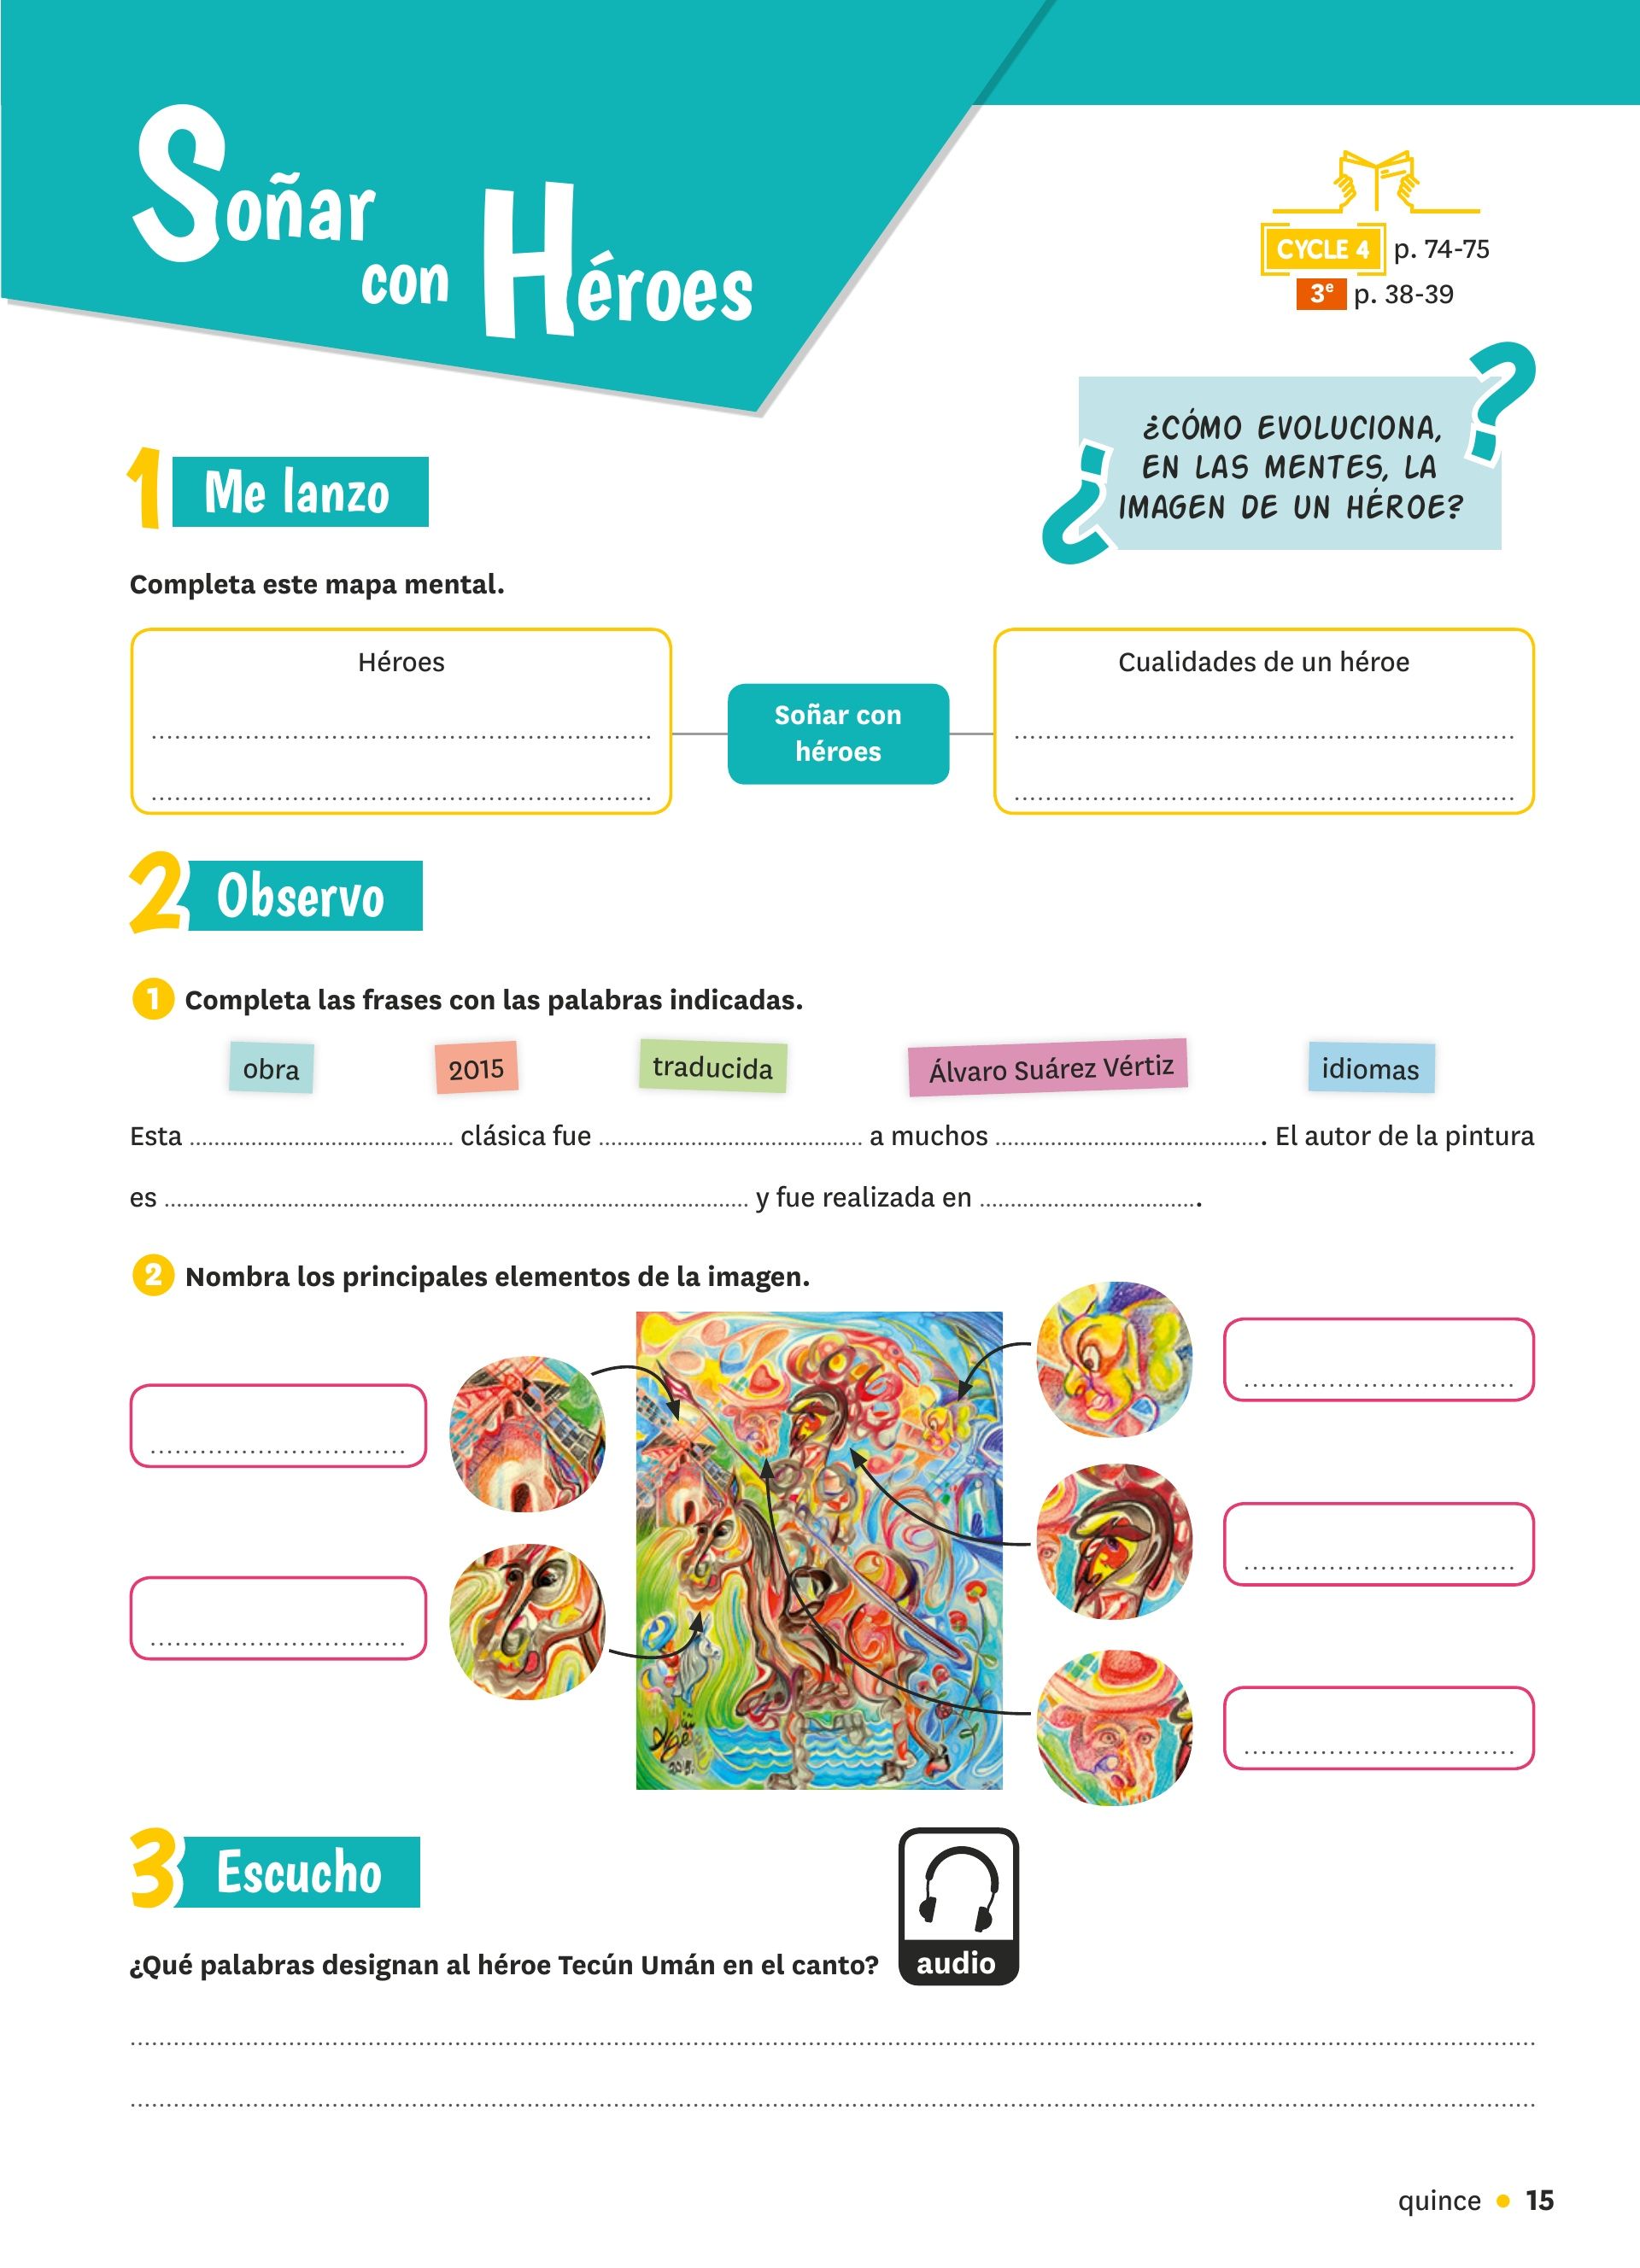 Soñar
con Héroes
CYCLE 4 p. 74-75
3e p. 38-39
¿CÓMO EVOLUCIONA,
EN LAS MENTES, LA
IMAGEN DE UN HÉROE?
1 Me lanzo
Completa este mapa mental.
Héroes
Soñar con
héroes
Cualidades de un héroe
2 Observo
1 Completa las frases con las palabras indicadas.
obra 2015 traducida Álvaro Suárez Vértiz idiomas
Esta ........ clásica fue ........ a muchos ......... El autor de la pintura
es ........ y fue realizada en .........
2 Nombra los principales elementos de la imagen.
3 Escucho
audio
¿Qué palabras designan al héroe Tecún Umán en el canto?
quince • 15